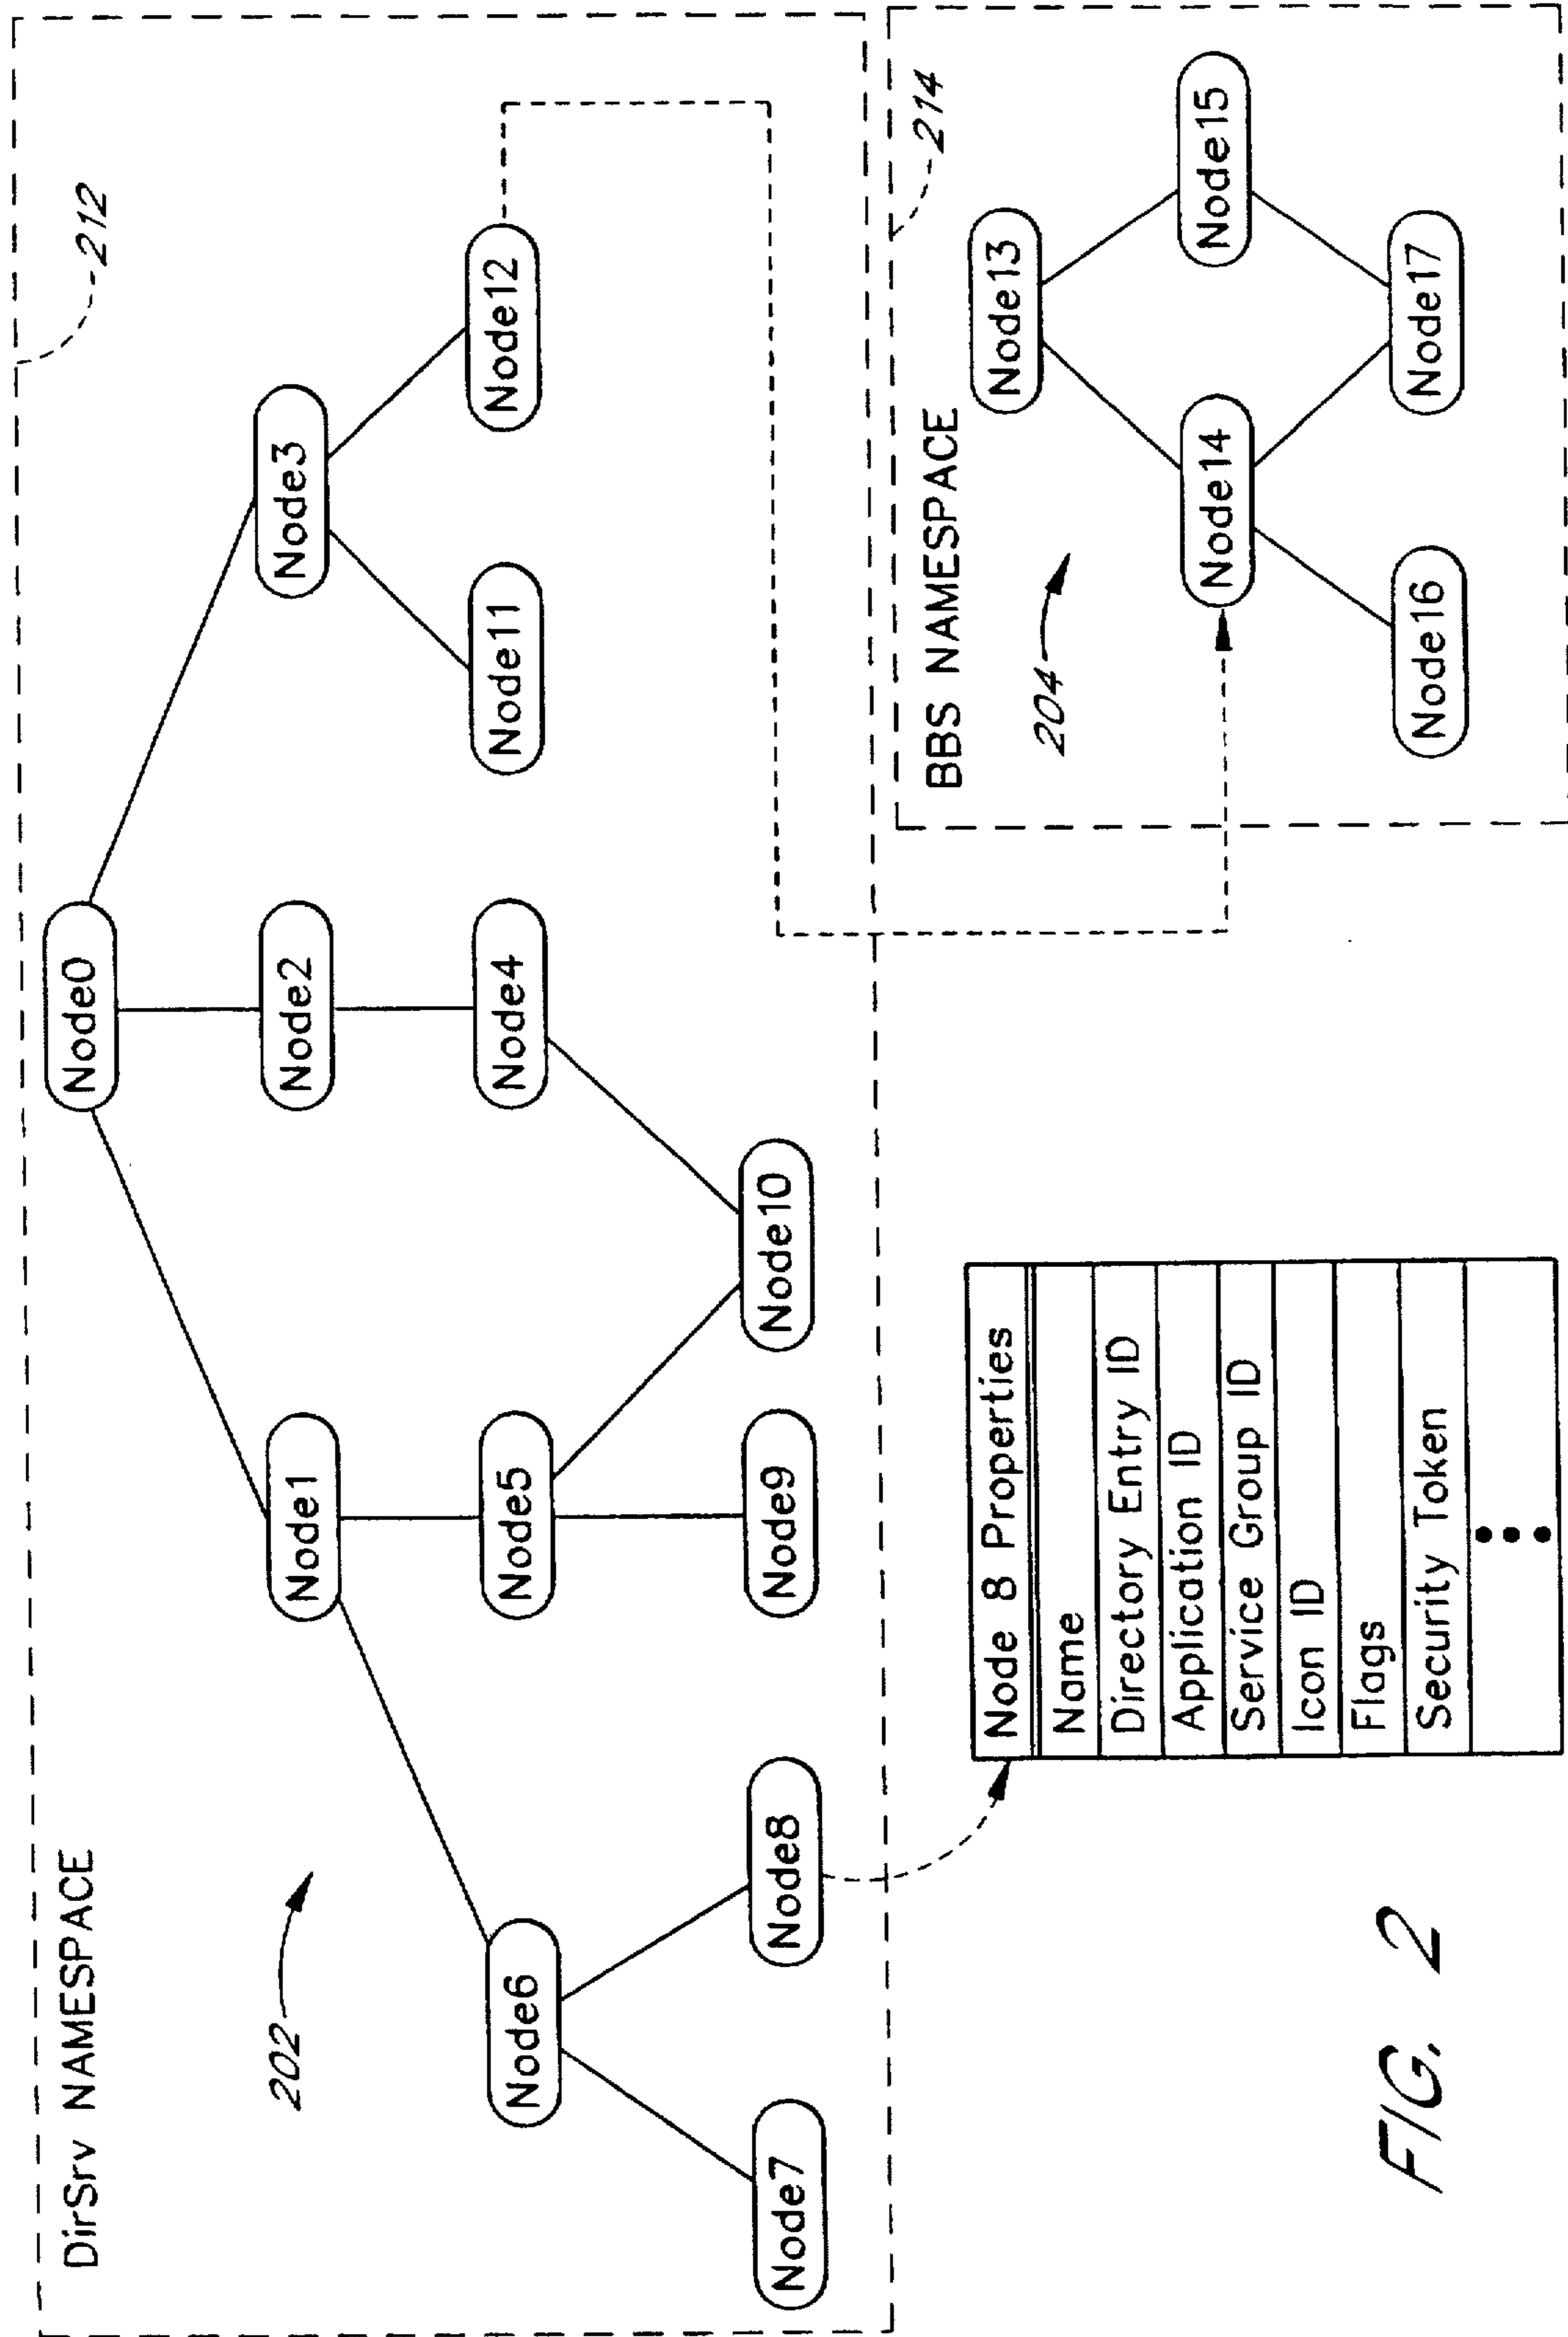 DirSrv NAMESPACE
212
Node0
202
Node1
Node2
Node3
Node6
Node5
Node4
Node11
Node12
Node7
Node8
Node9
Node10
BBS NAMESPACE
214
204
Node13
Node14
Node15
Node16
Node17
Node 8 Properties
Name
Directory Entry ID
Application ID
Service Group ID
Icon ID
Flags
Security Token
FIG. 2